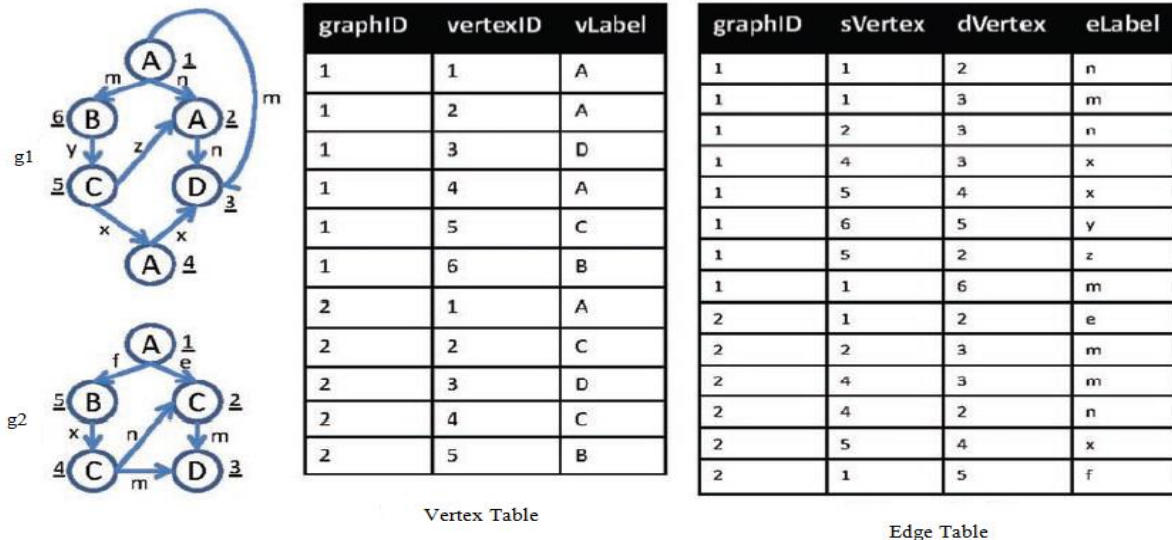 g1
A 1
m n m
6 B A 2
y z n
5 C D 3
x x
A 4
g2
A 1
f e
5 B C 2
x n m
4 C D 3
m
graphID vertexID vLabel
1 1 A
1 2 A
1 3 D
1 4 A
1 5 C
1 6 B
2 1 A
2 2 C
2 3 D
2 4 C
2 5 B
Vertex Table
graphID sVertex dVertex eLabel
1 1 2 n
1 1 3 m
1 2 3 n
1 4 3 x
1 5 4 x
1 6 5 y
1 5 2 z
1 1 6 m
2 1 2 e
2 2 3 m
2 4 3 m
2 4 2 n
2 5 4 x
2 1 5 f
Edge Table